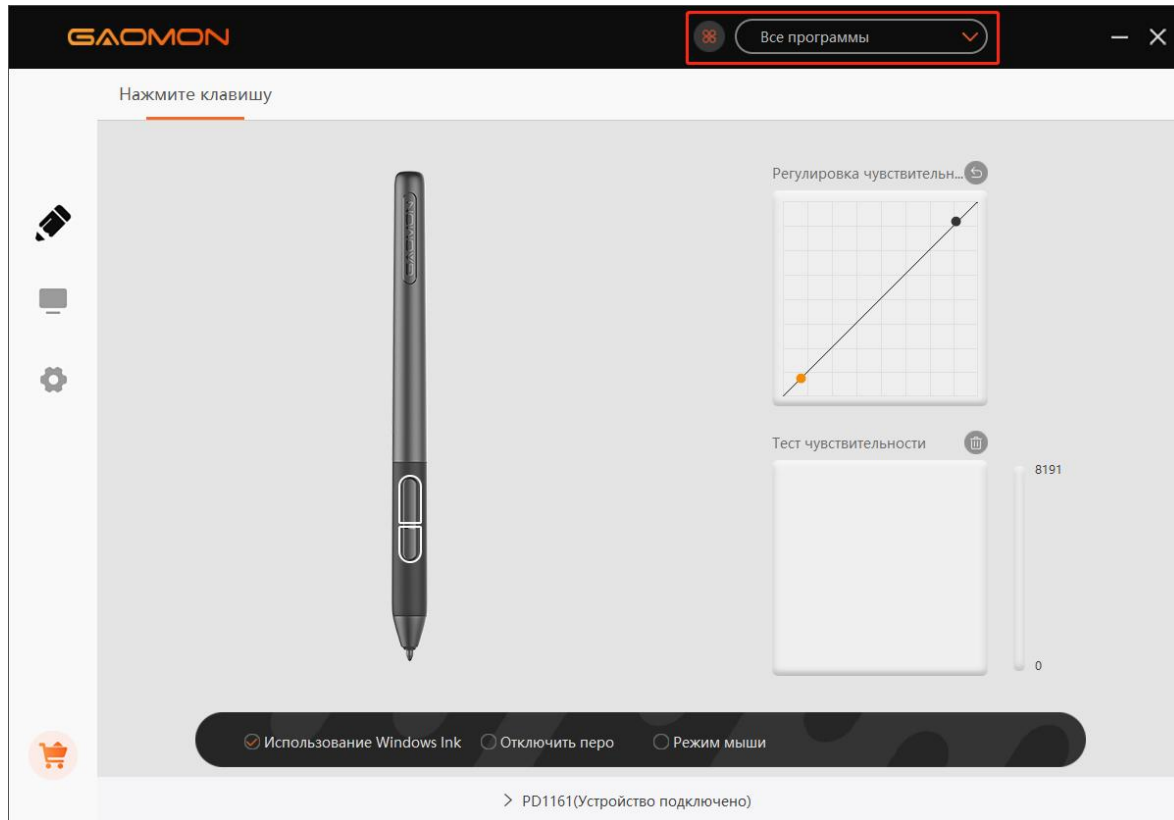 GAOMON
Все программы
Нажмите клавишу
Регулировка чувствительн...
GAOMON
Тест чувствительности
8191
0
Использование Windows Ink
Отключить перо
Режим мыши
PD1161(Устройство подключено)